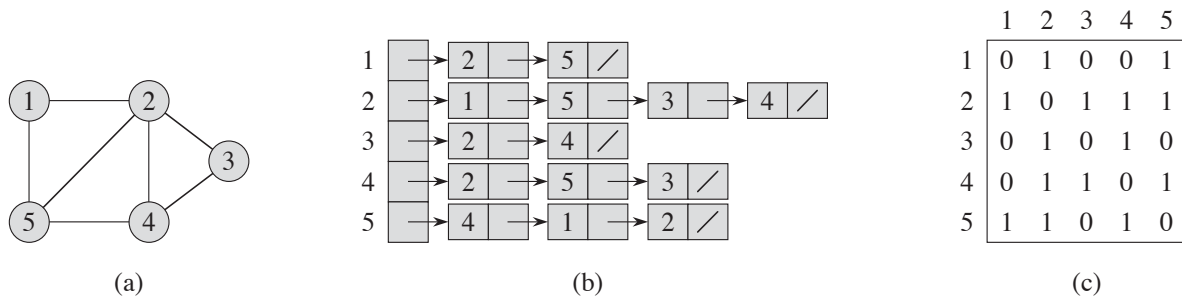 1 2 3 4 5
1 2 5 / 1 0 1 0 0 1
1 2 2 1 5 3 4 / 2 1 0 1 1 1
3 3 2 4 / 3 0 1 0 1 0
4 2 5 3 / 4 0 1 1 0 1
5 4 5 4 1 2 / 5 1 1 0 1 0
(a) (b) (c)